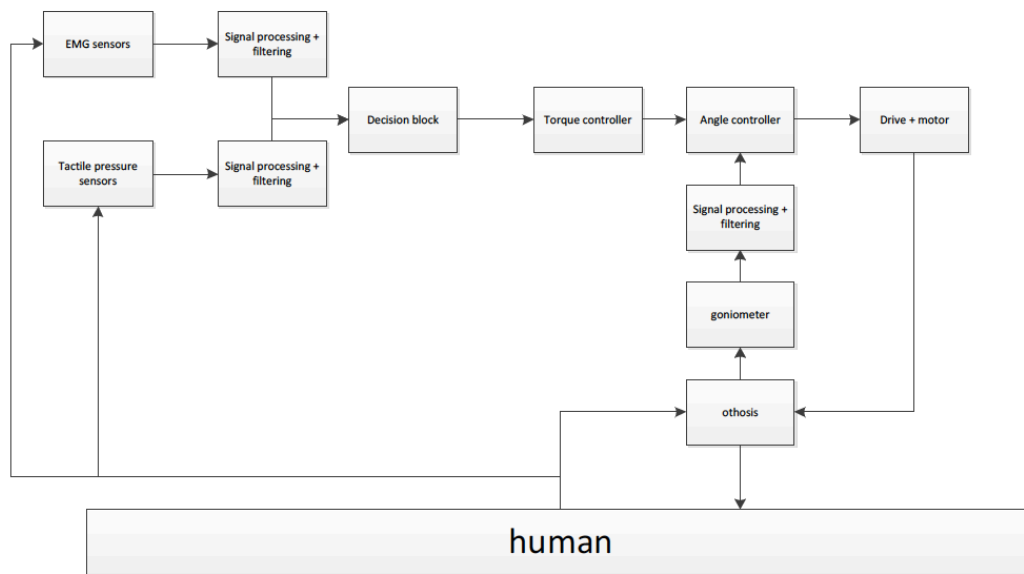 EMG sensors
Signal processing +
filtering
Decision block
Torque controller
Angle controller
Drive + motor
Tactile pressure
sensors
Signal processing +
filtering
Signal processing +
filtering
goniometer
othosis
human